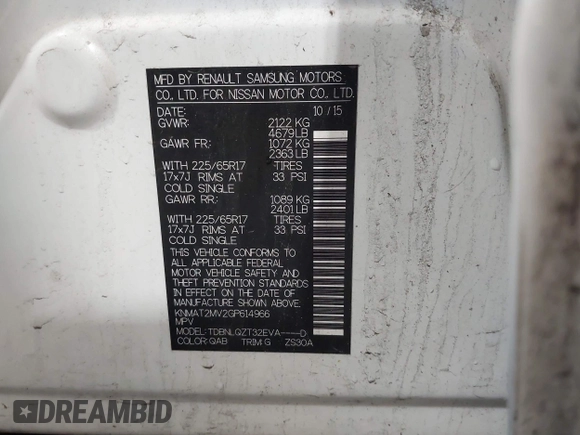 MFD BY RENAULT SAMSUNG MOTORS
CO., LTD. FOR NISSAN MOTOR CO., LTD.
DATE: 10 / 15
GVWR: 2122 KG
4679 LB
GAWR FR: 1072 KG
2363 LB
WITH 225/65R17 TIRES
17x7J RIMS AT 33 PSI
COLD SINGLE
GAWR RR: 1089 KG
2401 LB
WITH 225/65R17 TIRES
17x7J RIMS AT 33 PSI
COLD SINGLE
THIS VEHICLE CONFORMS TO
ALL APPLICABLE FEDERAL
MOTOR VEHICLE SAFETY AND
THEFT PREVENTION STANDARDS
IN EFFECT ON THE DATE OF
MANUFACTURE SHOWN ABOVE.
KNMAT2MV2GP614966
MPV
MODEL: TDBNLQZT32EVA----D
COLOR: QAB TRIM: G ZS30A
DREAMBID